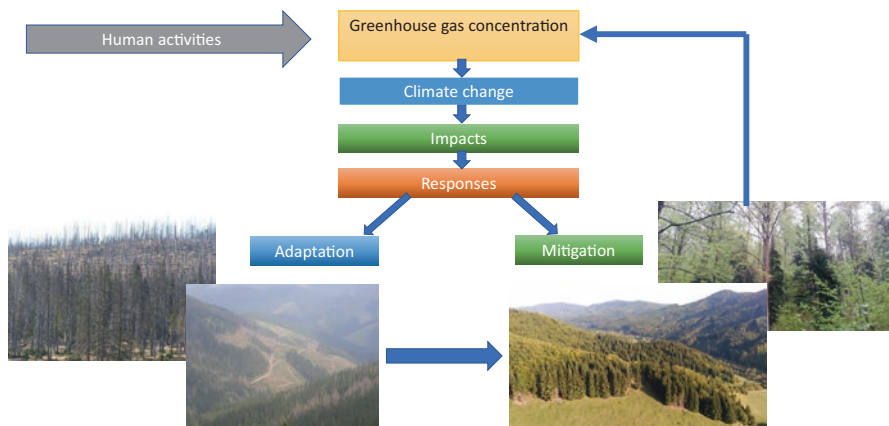 Human activities
Greenhouse gas concentration
Climate change
Impacts
Responses
Adaptation
Mitigation